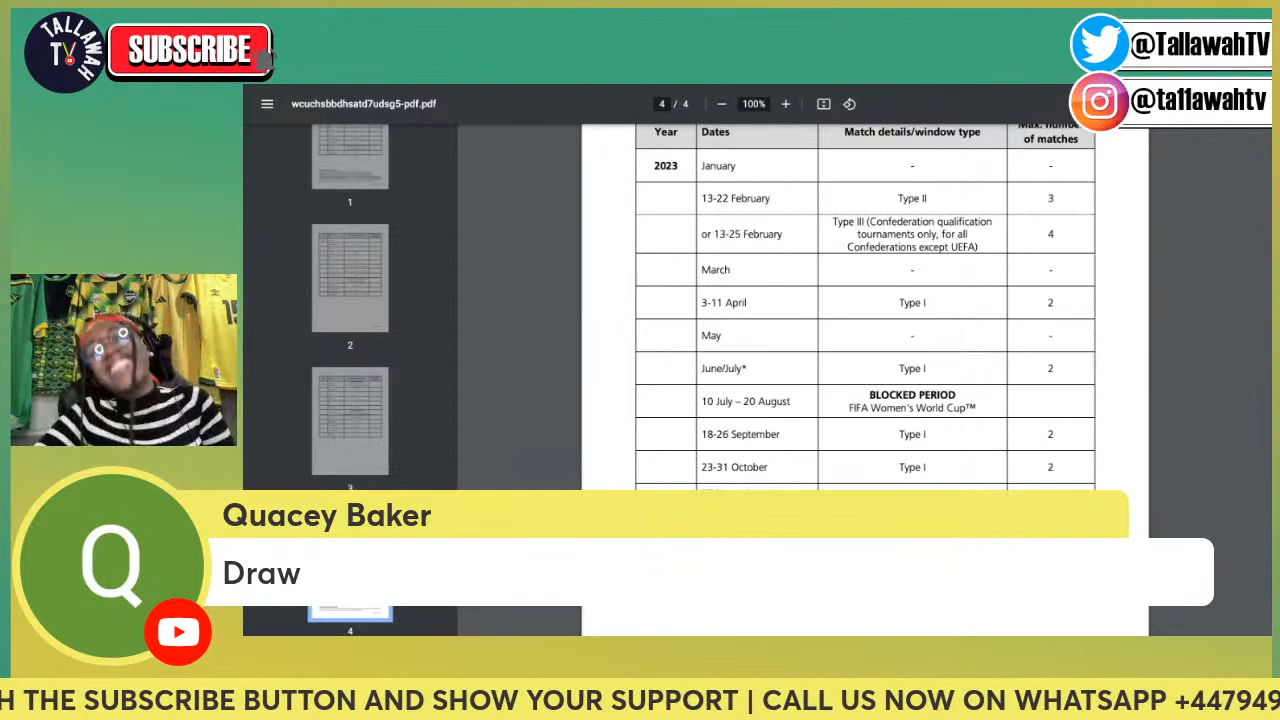 TALLAWAH
TV
SUBSCRIBE
@TallawahTV
@ta11awahtv
wcuchsbbdhsatd7udsg5-pdf.pdf
4 / 4
100%
1
2
3
4
Year Dates Match details/window type Max. number
of matches
2023 January - -
13-22 February Type II 3
or 13-25 February Type III (Confederation qualification
tournaments only, for all
Confederations except UEFA) 4
March - -
3-11 April Type I 2
May - -
June/July* Type I 2
10 July – 20 August BLOCKED PERIOD
FIFA Women's World Cup™
18-26 September Type I 2
23-31 October Type I 2
15
Q
Quacey Baker
Draw
H THE SUBSCRIBE BUTTON AND SHOW YOUR SUPPORT | CALL US NOW ON WHATSAPP +447949